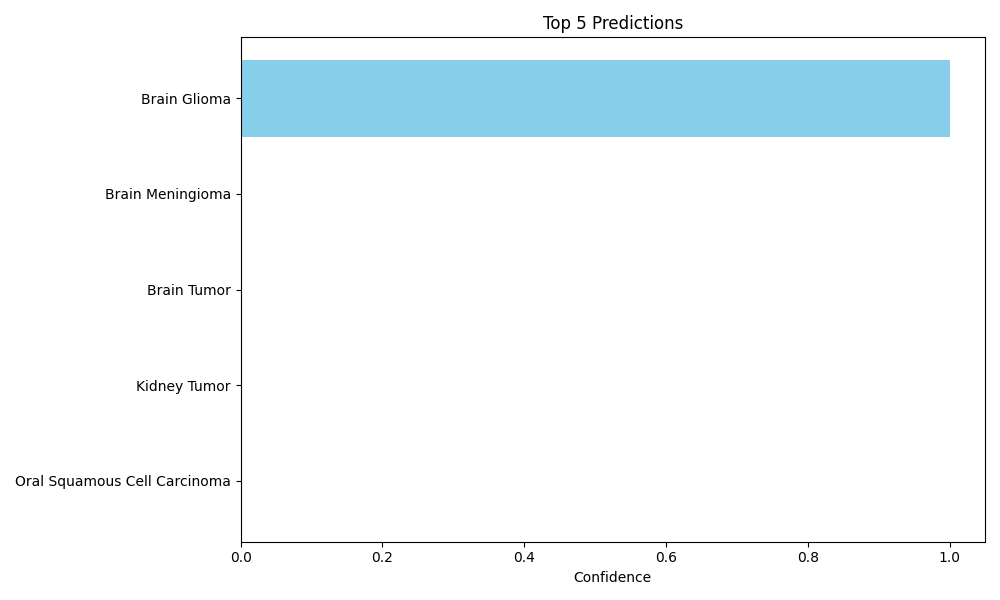 Top 5 Predictions
Brain Glioma
Brain Meningioma
Brain Tumor
Kidney Tumor
Oral Squamous Cell Carcinoma
0.0 0.2 0.4 0.6 0.8 1.0
Confidence